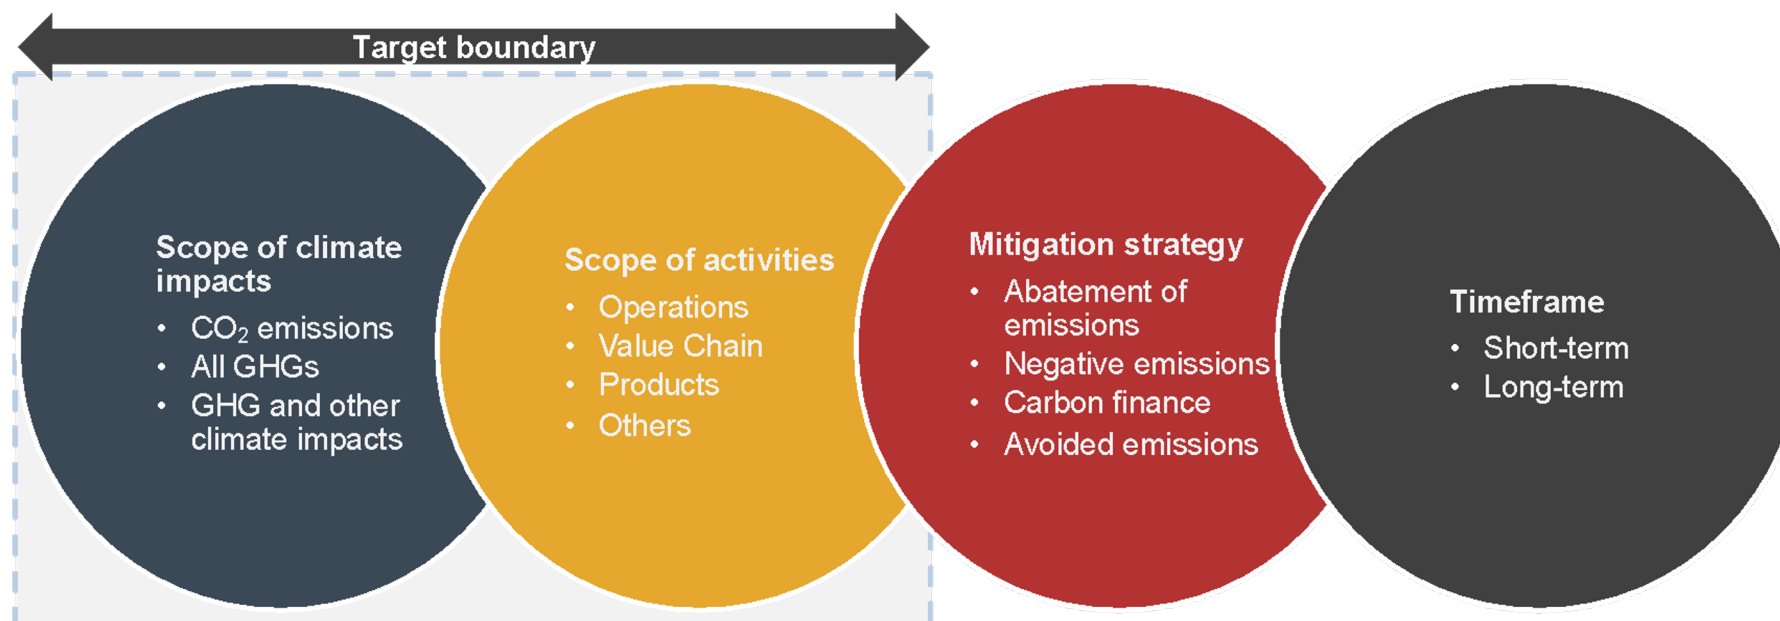 Target boundary
Scope of climate
impacts
• CO₂ emissions
• All GHGs
• GHG and other
climate impacts
Scope of activities
• Operations
• Value Chain
• Products
• Others
Mitigation strategy
• Abatement of
emissions
• Negative emissions
• Carbon finance
• Avoided emissions
Timeframe
• Short-term
• Long-term